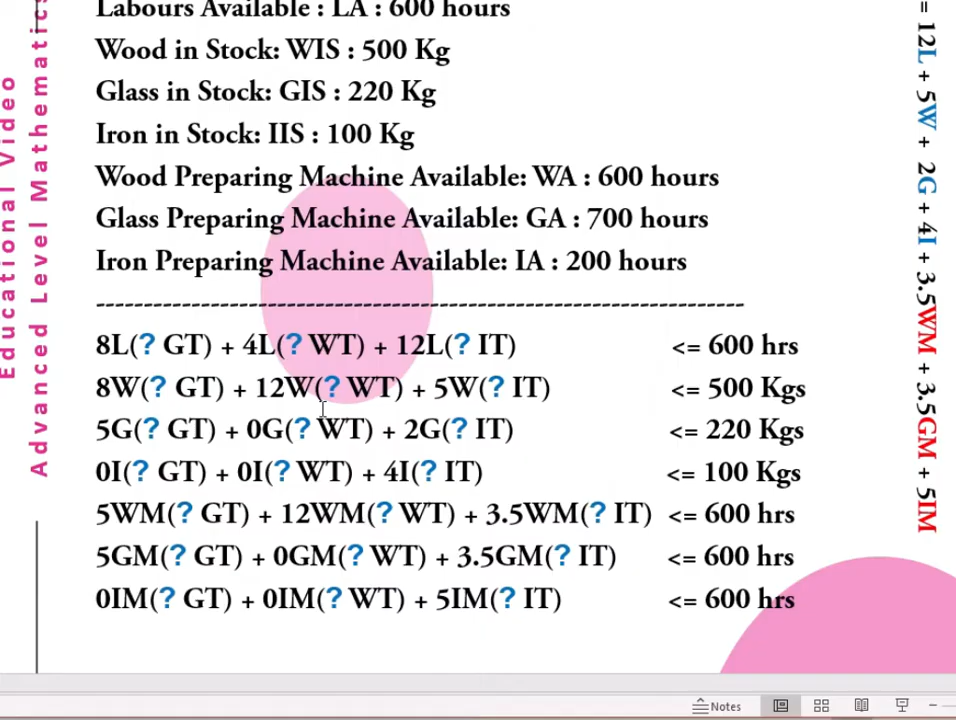 Labours Available : LA : 600 hours
Wood in Stock: WIS : 500 Kg
Glass in Stock: GIS : 220 Kg
Iron in Stock: IIS : 100 Kg
Wood Preparing Machine Available: WA : 600 hours
Glass Preparing Machine Available: GA : 700 hours
Iron Preparing Machine Available: IA : 200 hours
--------------------------------------------------------------------
8L(? GT) + 4L(? WT) + 12L(? IT) <= 600 hrs
8W(? GT) + 12W(? WT) + 5W(? IT) <= 500 Kgs
5G(? GT) + 0G(? WT) + 2G(? IT) <= 220 Kgs
0I(? GT) + 0I(? WT) + 4I(? IT) <= 100 Kgs
5WM(? GT) + 12WM(? WT) + 3.5WM(? IT) <= 600 hrs
5GM(? GT) + 0GM(? WT) + 3.5GM(? IT) <= 600 hrs
0IM(? GT) + 0IM(? WT) + 5IM(? IT) <= 600 hrs
Educational Video
Advanced Level Mathematics
= 12L + 5W + 2G + 4I + 3.5WM + 3.5GM + 5IM
Notes